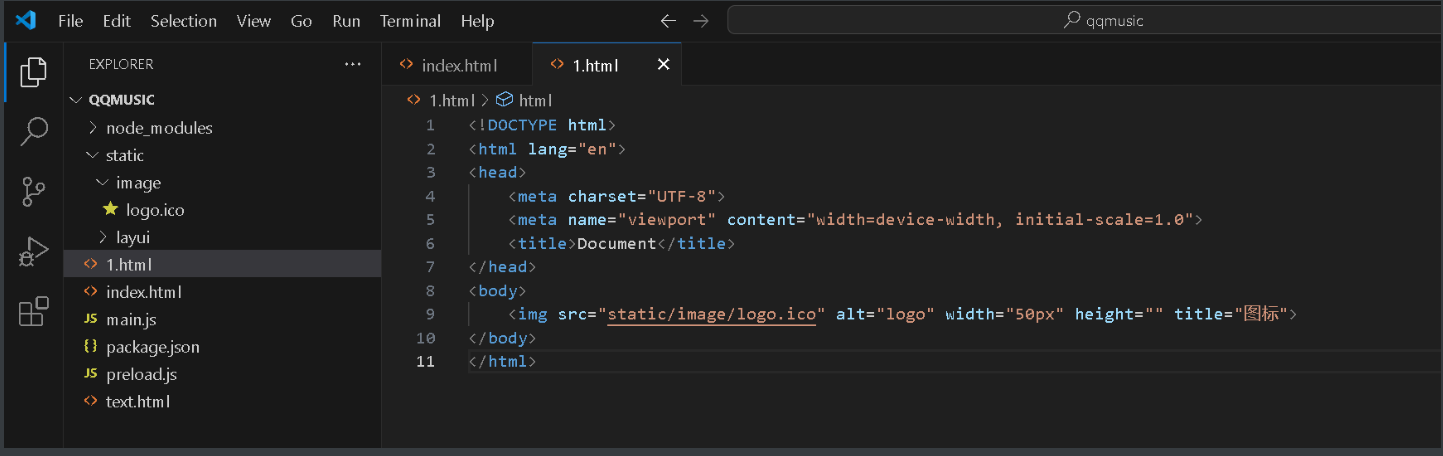 File Edit Selection View Go Run Terminal Help
qqmusic
EXPLORER
QQMUSIC
node_modules
static
image
logo.ico
layui
1.html
index.html
JS main.js
{} package.json
JS preload.js
text.html
index.html
1.html
1.html > html
1 <!DOCTYPE html>
2 <html lang="en">
3 <head>
4 <meta charset="UTF-8">
5 <meta name="viewport" content="width=device-width, initial-scale=1.0">
6 <title>Document</title>
7 </head>
8 <body>
9 <img src="static/image/logo.ico" alt="logo" width="50px" height="" title="图标">
10 </body>
11 </html>